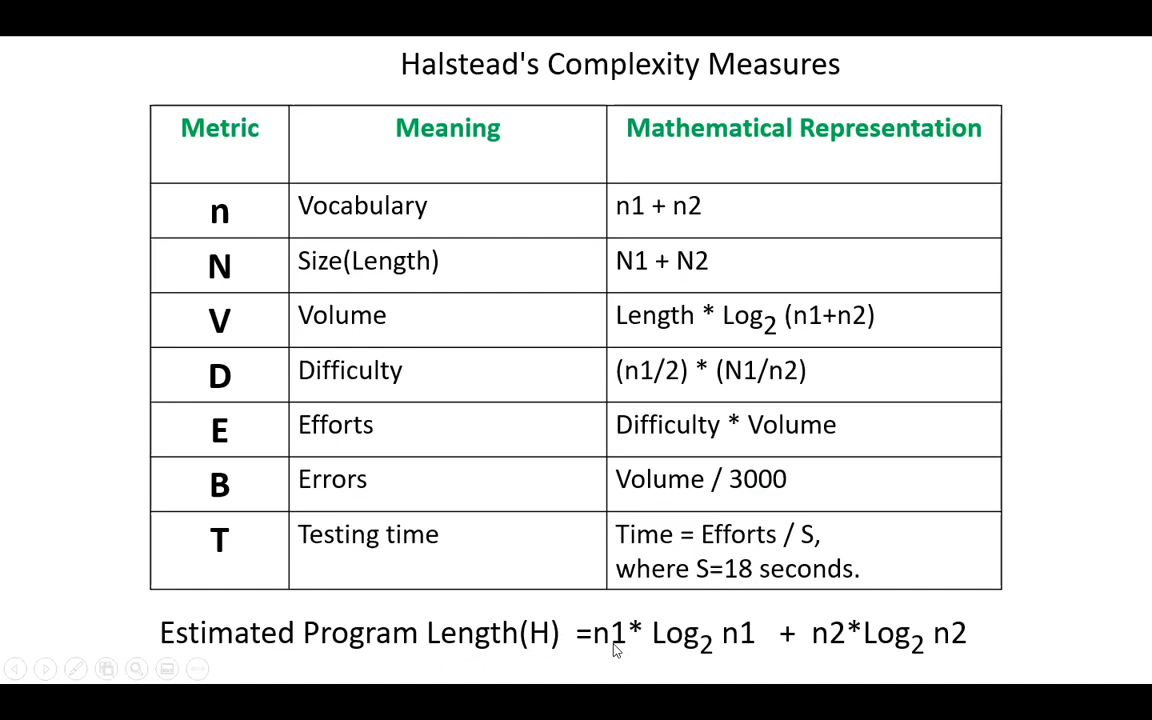 Halstead's Complexity Measures
Metric Meaning Mathematical Representation
n Vocabulary n1 + n2
N Size(Length) N1 + N2
V Volume Length * Log₂ (n1+n2)
D Difficulty (n1/2) * (N1/n2)
E Efforts Difficulty * Volume
B Errors Volume / 3000
T Testing time Time = Efforts / S,
where S=18 seconds.
Estimated Program Length(H) =n1* Log₂ n1 + n2*Log₂ n2